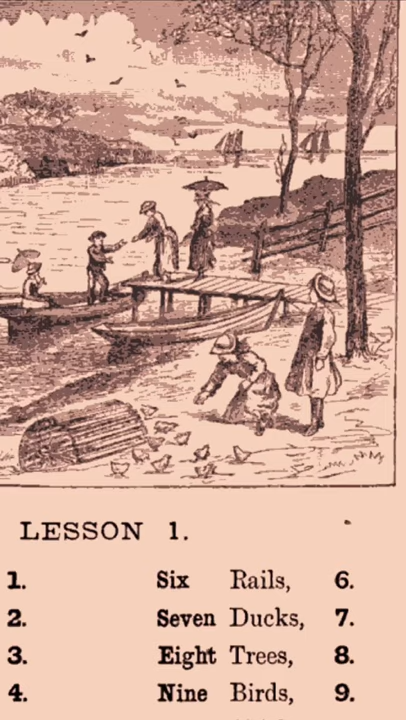 LESSON 1.
1. Six Rails, 6.
2. Seven Ducks, 7.
3. Eight Trees, 8.
4. Nine Birds, 9.